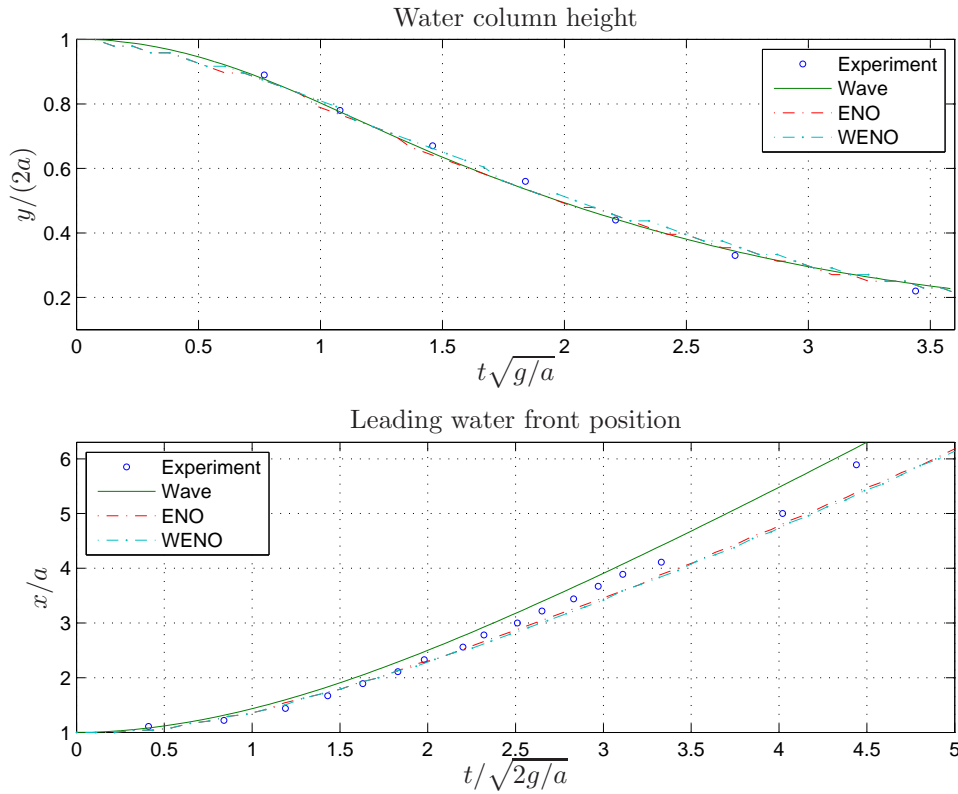 Water column height
1
0.8
0.6
0.4
0.2
y/(2a)
Experiment
Wave
ENO
WENO
0 0.5 1 1.5 2 2.5 3 3.5
t√g/a
Leading water front position
6
5
4
3
2
1
x/a
Experiment
Wave
ENO
WENO
0 0.5 1 1.5 2 2.5 3 3.5 4 4.5 5
t/√2g/a